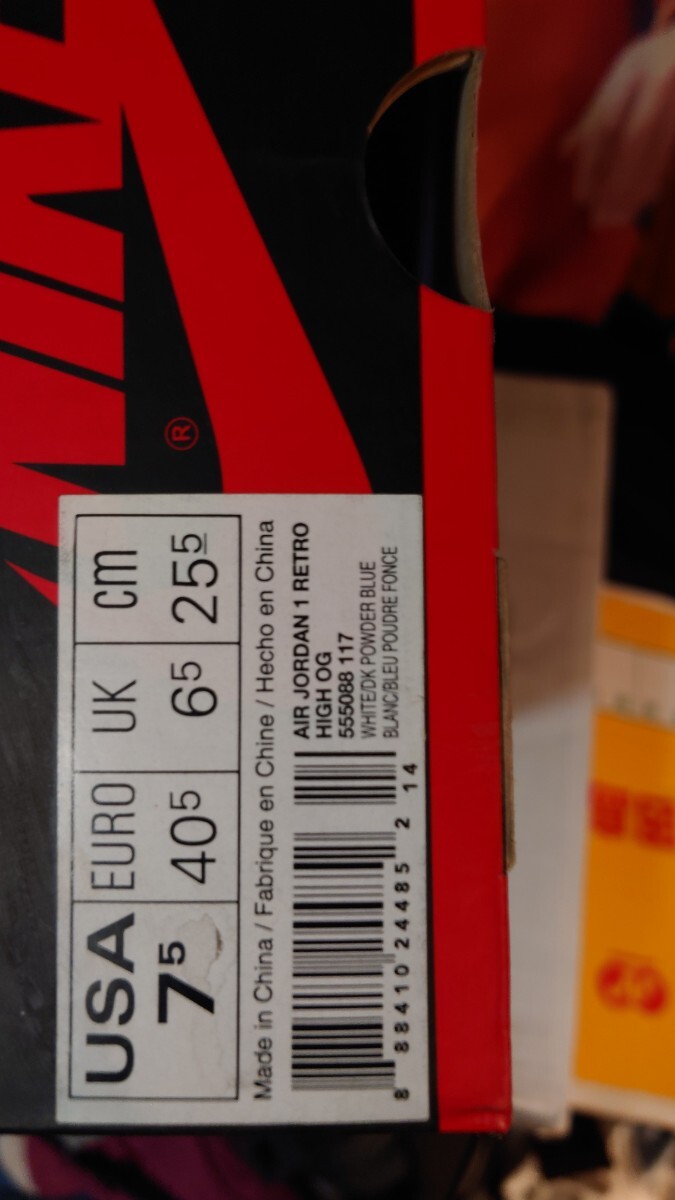 USA EURO UK cm
7⁵ 40⁵ 6⁵ 25⁵
Made in China / Fabrique en Chine / Hecho en China
AIR JORDAN 1 RETRO
HIGH OG
555088 117
WHITE/DK POWDER BLUE
BLANC/BLEU POUDRE FONCE
8 88410 24485 2 14
®